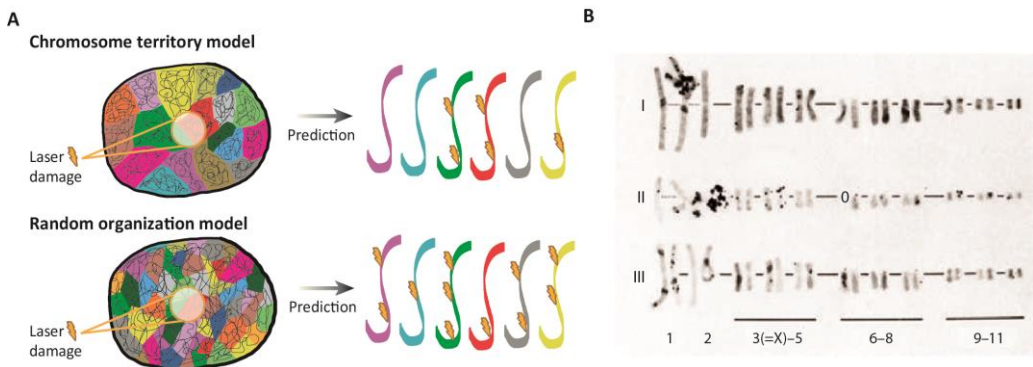 A
Chromosome territory model
Laser
damage
Prediction
Random organization model
Laser
damage
Prediction
B
I
II
0
III
1 2 3(=X)–5 6–8 9–11